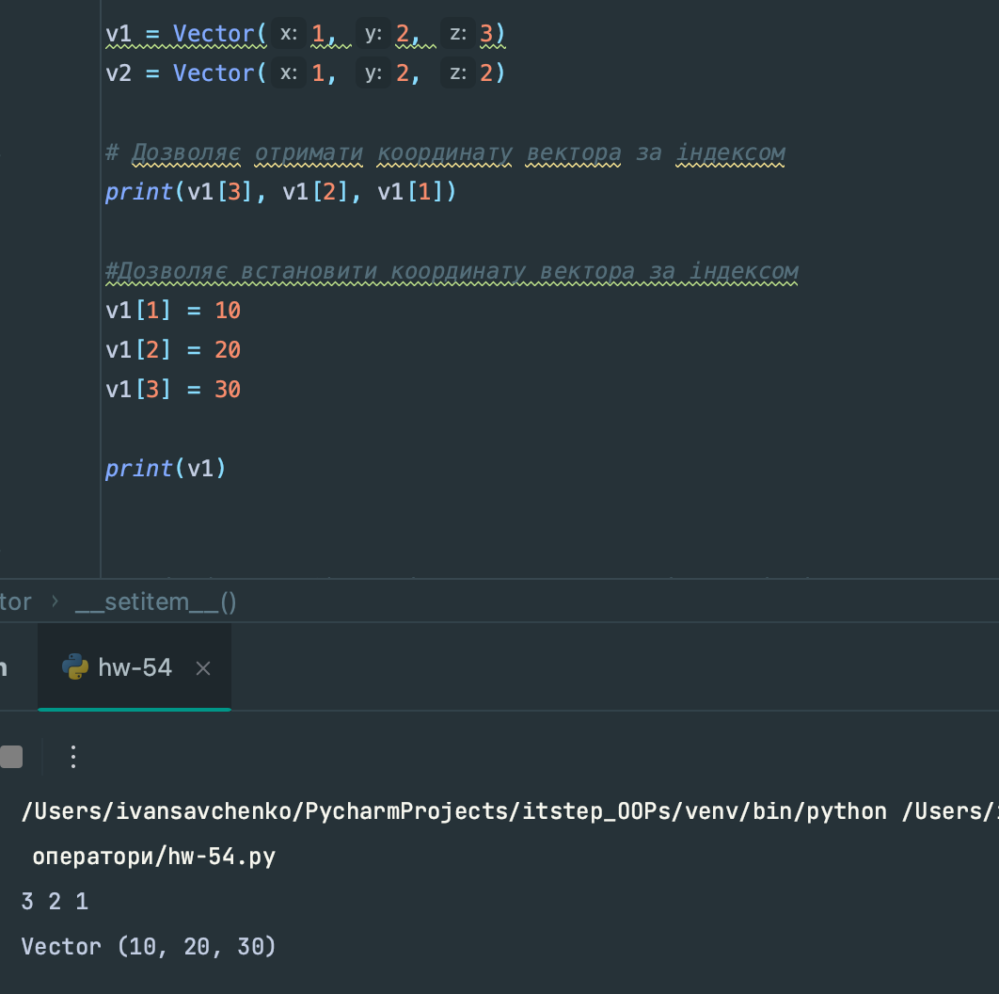 v1 = Vector( x: 1, y: 2, z: 3)
v2 = Vector( x: 1, y: 2, z: 2)
# Дозволяє отримати координату вектора за індексом
print(v1[3], v1[2], v1[1])
#Дозволяє встановити координату вектора за індексом
v1[1] = 10
v1[2] = 20
v1[3] = 30
print(v1)
tor › __setitem__()
hw-54 ×
/Users/ivansavchenko/PycharmProjects/itstep_OOPs/venv/bin/python /Users/
оператори/hw-54.py
3 2 1
Vector (10, 20, 30)